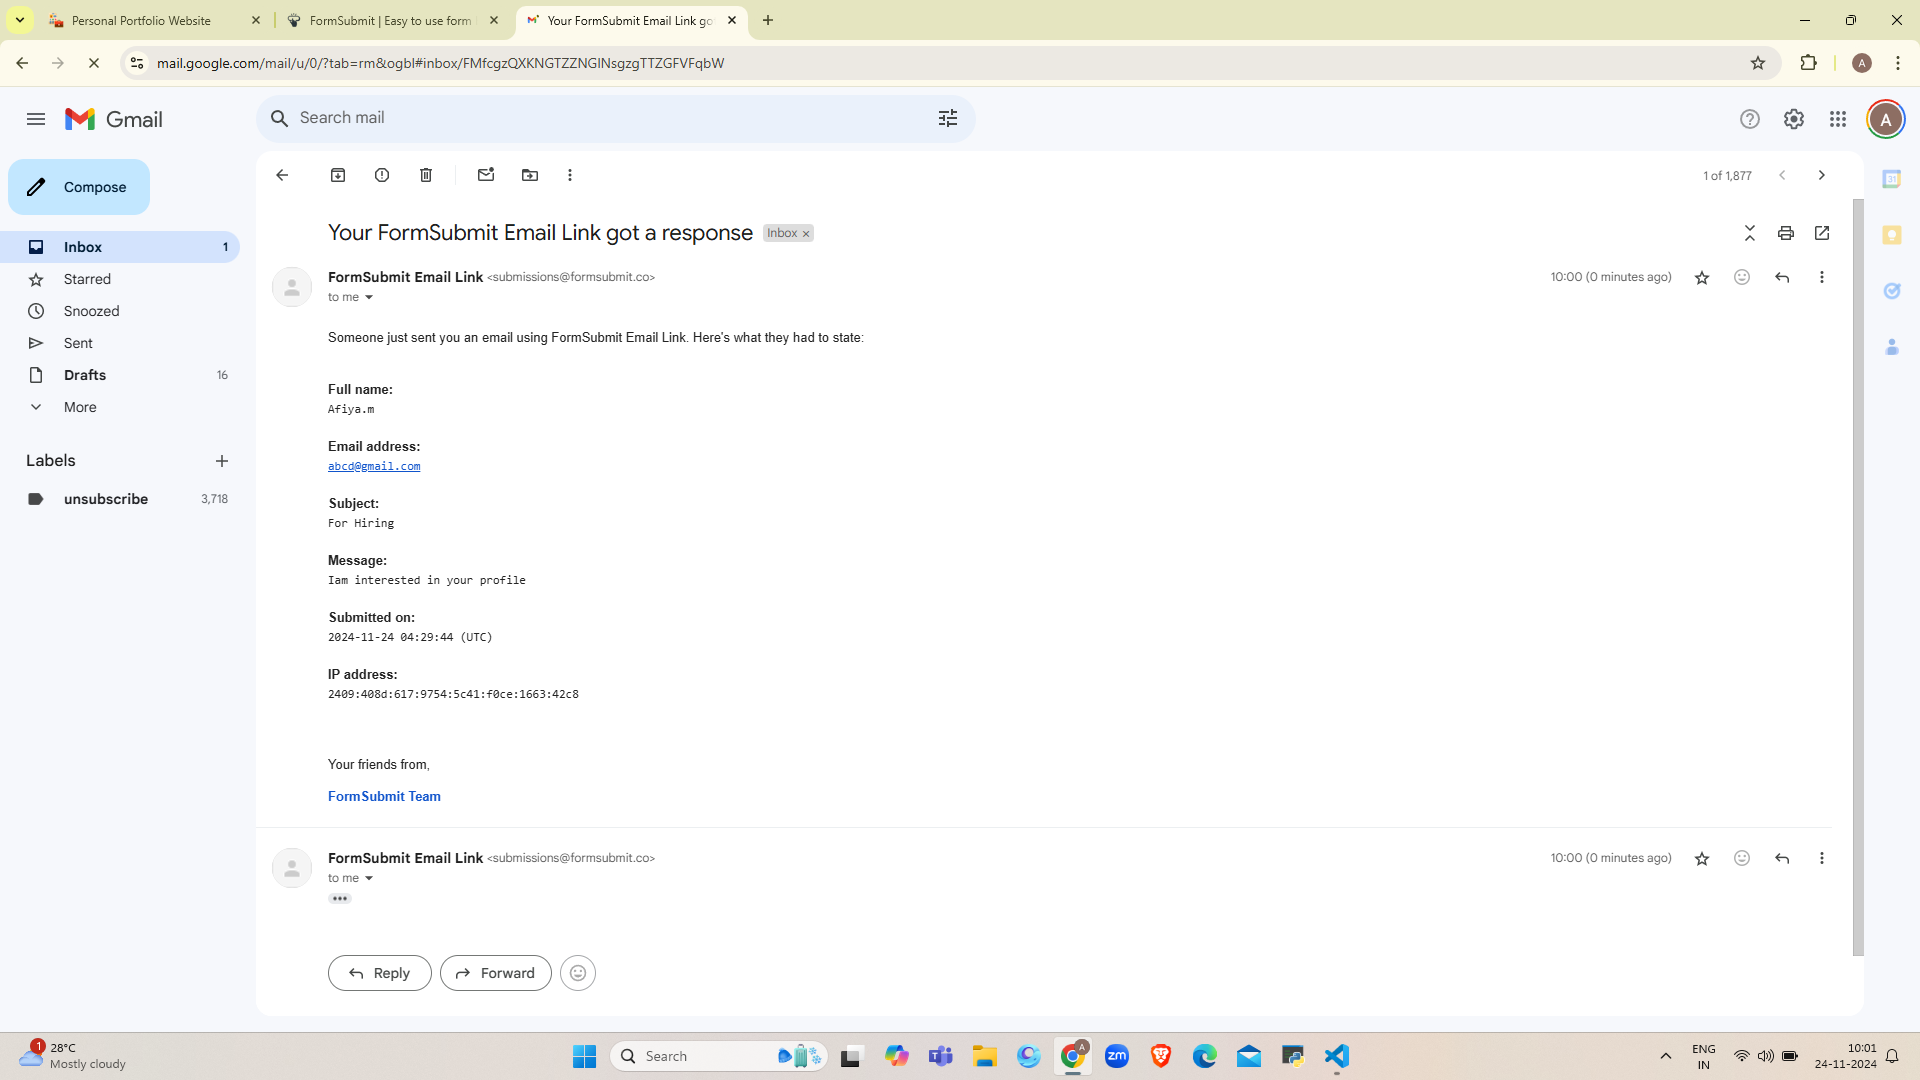 Personal Portfolio Website
FormSubmit | Easy to use form
Your FormSubmit Email Link go
mail.google.com/mail/u/0/?tab=rm&ogbl#inbox/FMfcgzQXKNGTZZNGlNsgzgTTZGFVFqbW
A
Gmail
Search mail
A
Compose
1 of 1,877
31
Inbox 1
Starred
Snoozed
Sent
Drafts 16
More
Labels
unsubscribe 3,718
Your FormSubmit Email Link got a response Inbox
FormSubmit Email Link <submissions@formsubmit.co> 10:00 (0 minutes ago)
to me
Someone just sent you an email using FormSubmit Email Link. Here's what they had to state:
Full name:
Afiya.m
Email address:
abcd@gmail.com
Subject:
For Hiring
Message:
Iam interested in your profile
Submitted on:
2024-11-24 04:29:44 (UTC)
IP address:
2409:408d:617:9754:5c41:f0ce:1663:42c8
Your friends from,
FormSubmit Team
FormSubmit Email Link <submissions@formsubmit.co> 10:00 (0 minutes ago)
to me
Reply Forward
1
28°C
Mostly cloudy
Search
A
zm
ENG
IN
10:01
24-11-2024